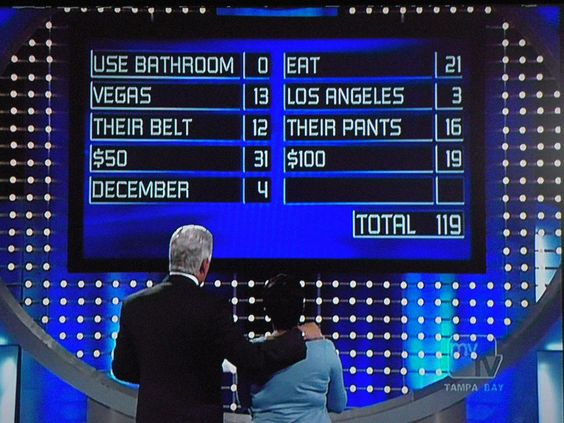 USE BATHROOM 0 EAT 21
VEGAS 13 LOS ANGELES 3
THEIR BELT 12 THEIR PANTS 16
$50 31 $100 19
DECEMBER 4
TOTAL 119
my
TV
TAMPA BAY